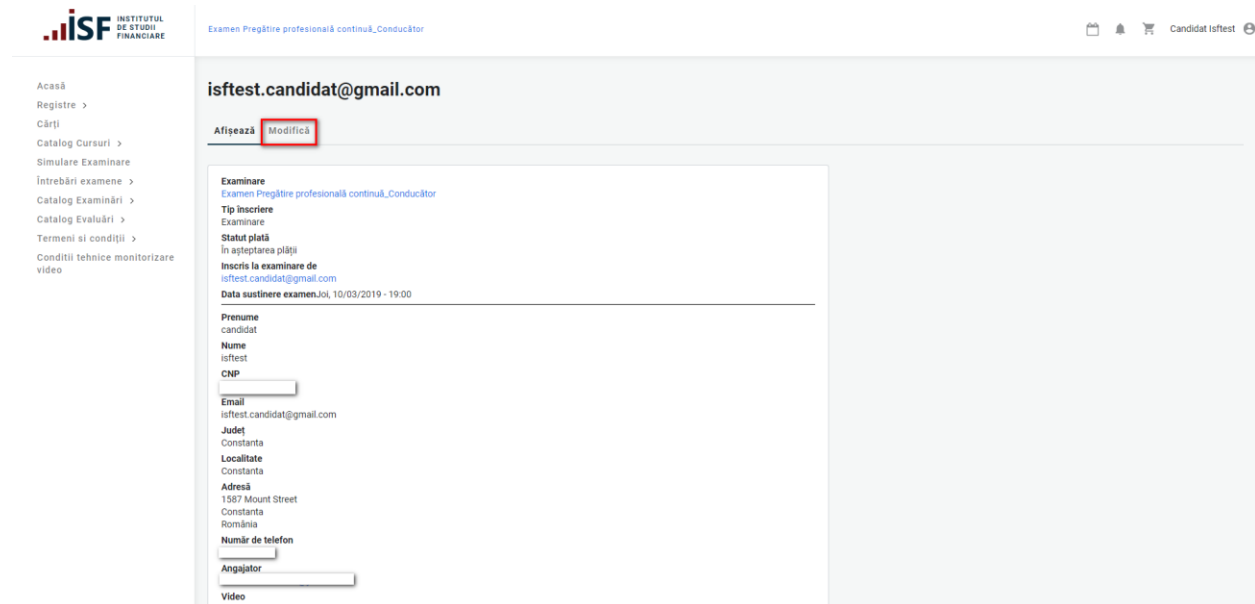 ISF INSTITUTUL
DE STUDII
FINANCIARE
Examen Pregătire profesională continuă_Conducător
Candidat Isftest
Acasă
Registre >
Cărți
Catalog Cursuri >
Simulare Examinare
Întrebări examene >
Catalog Examinări >
Catalog Evaluări >
Termeni si condiții >
Conditii tehnice monitorizare
video
isftest.candidat@gmail.com
Afișează Modifică
Examinare
Examen Pregătire profesională continuă_Conducător
Tip înscriere
Examinare
Statut plată
În așteptarea plății
Inscris la examinare de
isftest.candidat@gmail.com
Data sustinere examenJoi, 10/03/2019 - 19:00
Prenume
candidat
Nume
isftest
CNP
Email
isftest.candidat@gmail.com
Județ
Constanta
Localitate
Constanta
Adresă
1587 Mount Street
Constanta
România
Număr de telefon
Angajator
Video